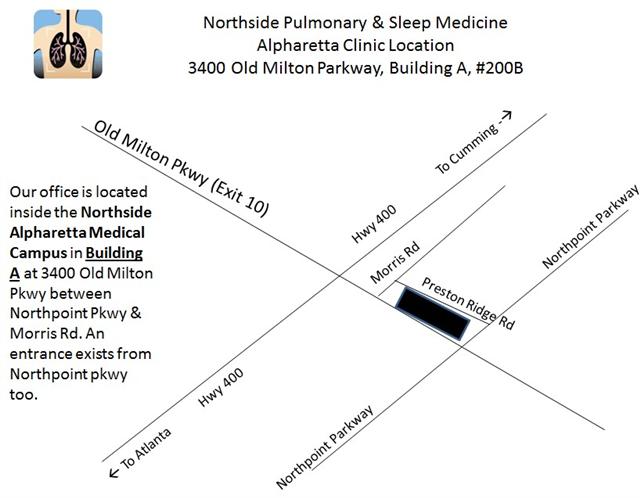 Northside Pulmonary & Sleep Medicine
Alpharetta Clinic Location
3400 Old Milton Parkway, Building A, #200B
Old Milton Pkwy (Exit 10)
To Cumming ->
Hwy 400
Morris Rd
Preston Ridge Rd
Northpoint Parkway
Our office is located
inside the Northside
Alpharetta Medical
Campus in Building
A at 3400 Old Milton
Pkwy between
Northpoint Pkwy &
Morris Rd. An
entrance exists from
Northpoint pkwy
too.
Hwy 400
← To Atlanta
Northpoint Parkway